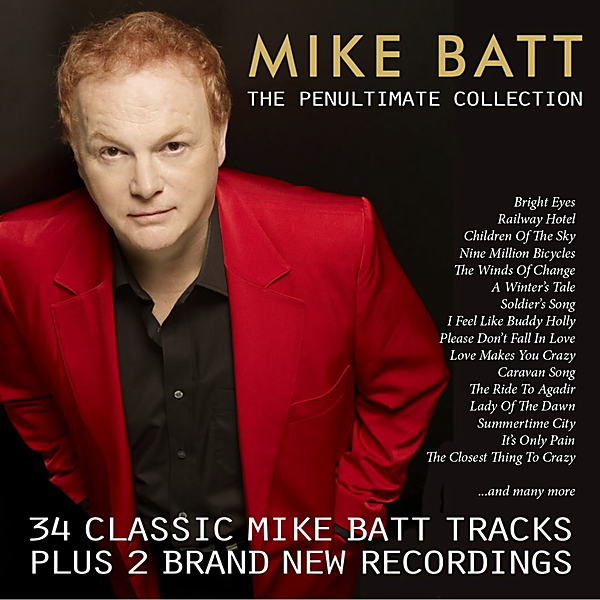 MIKE BATT
THE PENULTIMATE COLLECTION
Bright Eyes
Railway Hotel
Children Of The Sky
Nine Million Bicycles
The Winds Of Change
A Winter's Tale
Soldier's Song
I Feel Like Buddy Holly
Please Don't Fall In Love
Love Makes You Crazy
Caravan Song
The Ride To Agadir
Lady Of The Dawn
Summertime City
It's Only Pain
The Closest Thing To Crazy
...and many more
34 CLASSIC MIKE BATT TRACKS
PLUS 2 BRAND NEW RECORDINGS